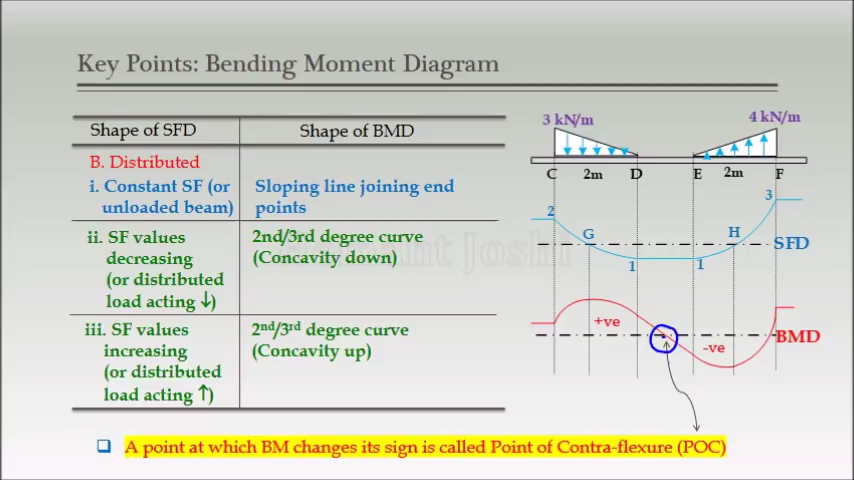 Key Points: Bending Moment Diagram
Shape of SFD
Shape of BMD
B. Distributed
i. Constant SF (or
unloaded beam)
Sloping line joining end
points
ii. SF values
decreasing
(or distributed
load acting ↓)
2nd/3rd degree curve
(Concavity down)
iii. SF values
increasing
(or distributed
load acting ↑)
2nd/3rd degree curve
(Concavity up)
3 kN/m
4 kN/m
C 2m D E 2m F
2
3
G
H
SFD
1
1
+ve
-ve
BMD
A point at which BM changes its sign is called Point of Contra-flexure (POC)